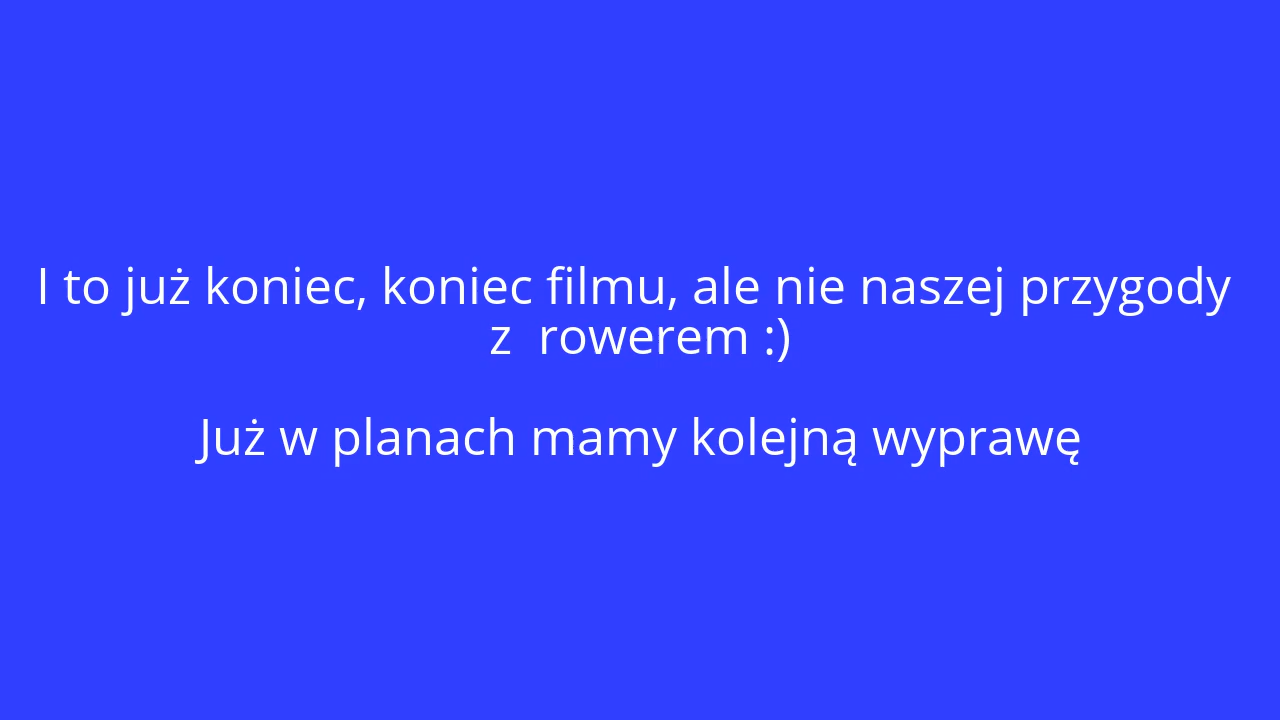 I to już koniec, koniec filmu, ale nie naszej przygody
z  rowerem :)
Już w planach mamy kolejną wyprawę